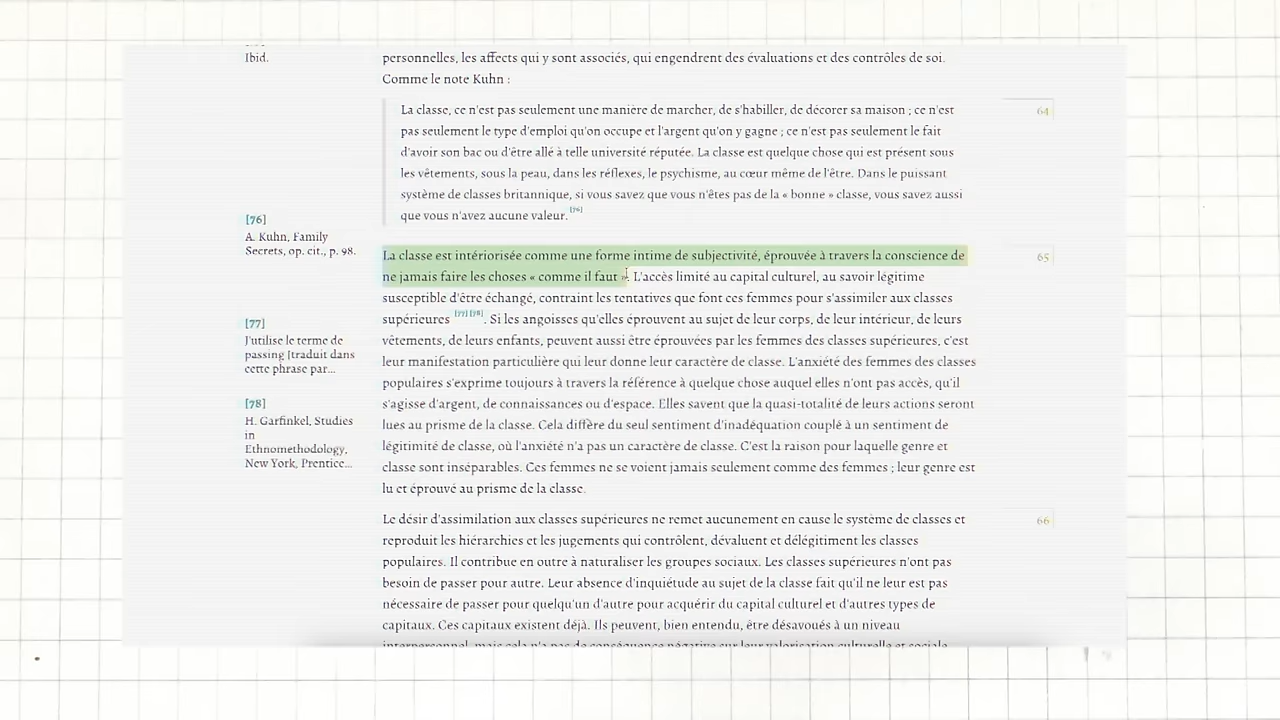 Ibid.
personnelles, les affects qui y sont associés, qui engendrent des évaluations et des contrôles de soi.
Comme le note Kuhn :
La classe, ce n'est pas seulement une manière de marcher, de s'habiller, de décorer sa maison ; ce n'est
pas seulement le type d'emploi qu'on occupe et l'argent qu'on y gagne ; ce n'est pas seulement le fait
d'avoir son bac ou d'être allé à telle université réputée. La classe est quelque chose qui est présent sous
les vêtements, sous la peau, dans les réflexes, le psychisme, au cœur même de l'être. Dans le puissant
système de classes britannique, si vous savez que vous n'êtes pas de la « bonne » classe, vous savez aussi
que vous n'avez aucune valeur. [76]
64
[76]
A. Kuhn, Family
Secrets, op. cit., p. 98.
La classe est intériorisée comme une forme intime de subjectivité, éprouvée à travers la conscience de
ne jamais faire les choses « comme il faut ». L'accès limité au capital culturel, au savoir légitime
susceptible d'être échangé, contraint les tentatives que font ces femmes pour s'assimiler aux classes
supérieures [77] [78]. Si les angoisses qu'elles éprouvent au sujet de leur corps, de leur intérieur, de leurs
vêtements, de leurs enfants, peuvent aussi être éprouvées par les femmes des classes supérieures, c'est
leur manifestation particulière qui leur donne leur caractère de classe. L'anxiété des femmes des classes
populaires s'exprime toujours à travers la référence à quelque chose auquel elles n'ont pas accès, qu'il
s'agisse d'argent, de connaissances ou d'espace. Elles savent que la quasi-totalité de leurs actions seront
lues au prisme de la classe. Cela diffère du seul sentiment d'inadéquation couplé à un sentiment de
légitimité de classe, où l'anxiété n'a pas un caractère de classe. C'est la raison pour laquelle genre et
classe sont inséparables. Ces femmes ne se voient jamais seulement comme des femmes ; leur genre est
lu et éprouvé au prisme de la classe.
65
[77]
J'utilise le terme de
passing [traduit dans
cette phrase par...
[78]
H. Garfinkel, Studies
in
Ethnomethodology,
New York, Prentice...
Le désir d'assimilation aux classes supérieures ne remet aucunement en cause le système de classes et
reproduit les hiérarchies et les jugements qui contrôlent, dévaluent et délégitiment les classes
populaires. Il contribue en outre à naturaliser les groupes sociaux. Les classes supérieures n'ont pas
besoin de passer pour autre. Leur absence d'inquiétude au sujet de la classe fait qu'il ne leur est pas
nécessaire de passer pour quelqu'un d'autre pour acquérir du capital culturel et d'autres types de
capitaux. Ces capitaux existent déjà. Ils peuvent, bien entendu, être désavoués à un niveau
interpersonnel, mais cela n'a pas de conséquence négative sur leur valorisation culturelle et sociale
66